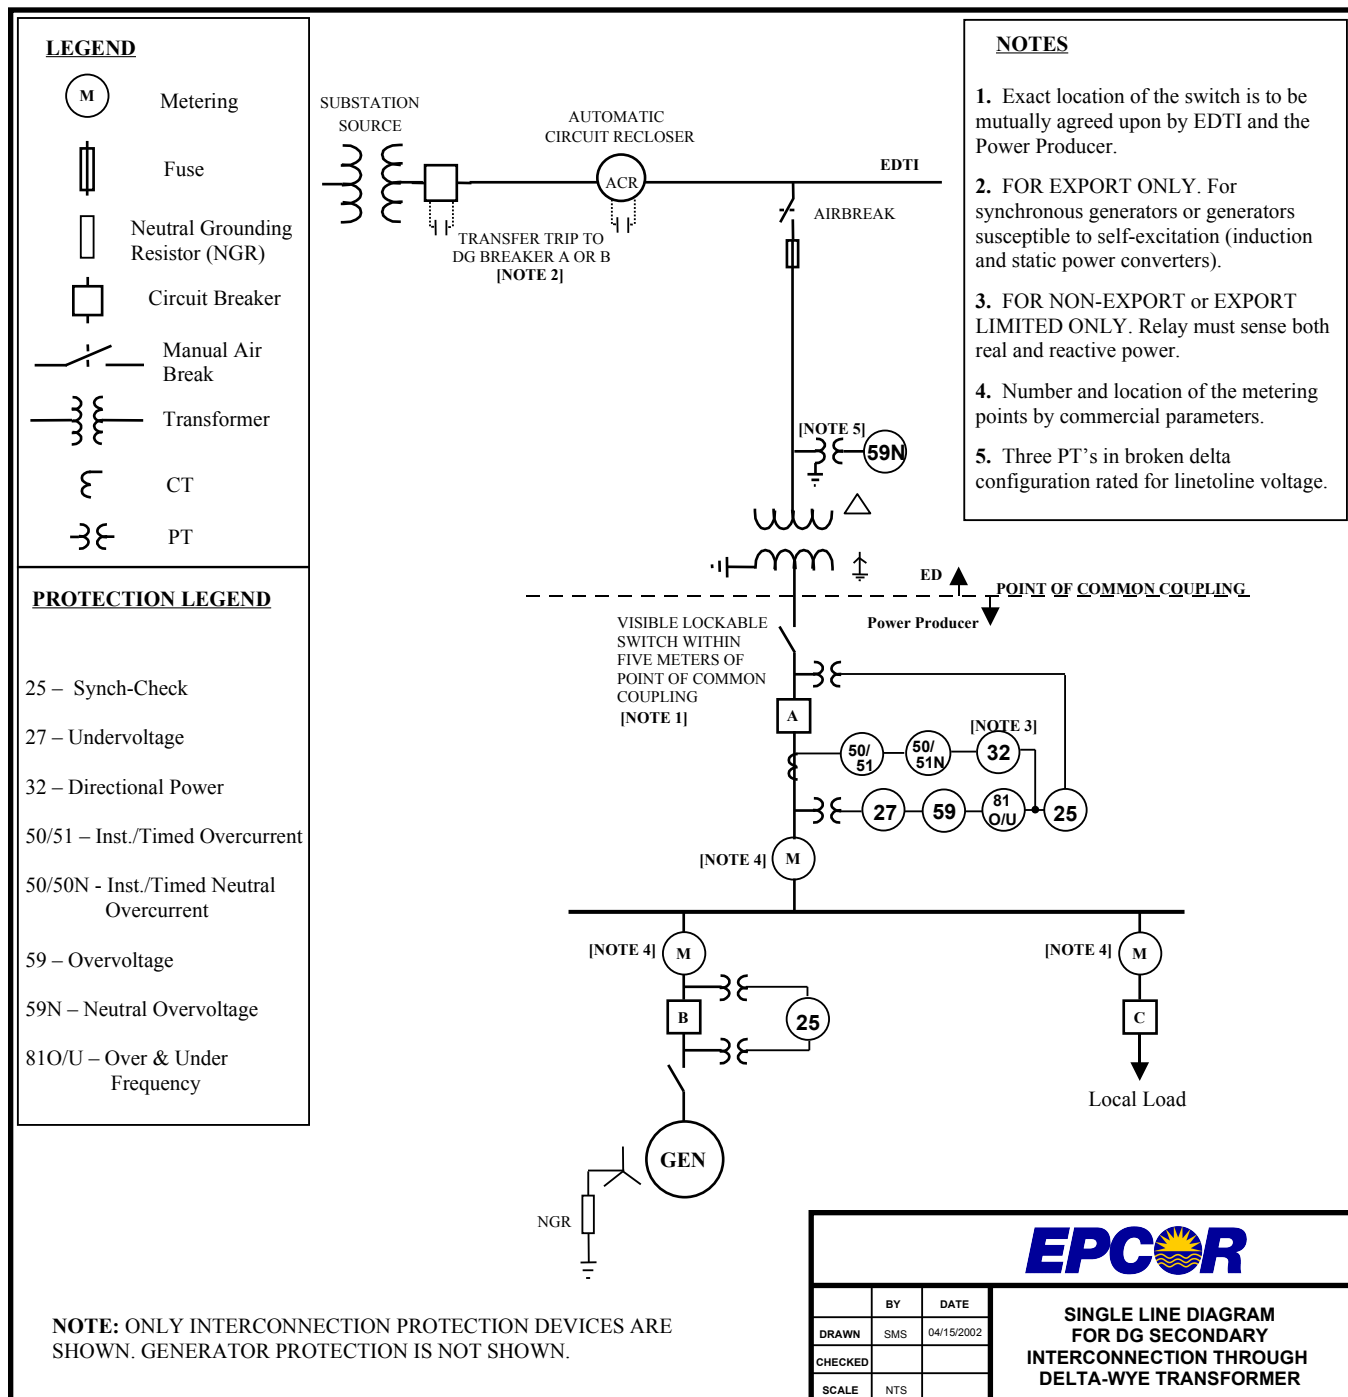 LEGEND
M
Metering
Fuse
Neutral Grounding
Resistor (NGR)
Circuit Breaker
Manual Air
Break
Transformer
CT
PT
PROTECTION LEGEND
25 – Synch-Check
27 – Undervoltage
32 – Directional Power
50/51 – Inst./Timed Overcurrent
50/50N - Inst./Timed Neutral
Overcurrent
59 – Overvoltage
59N – Neutral Overvoltage
81O/U – Over & Under
Frequency
SUBSTATION
SOURCE
AUTOMATIC
CIRCUIT RECLOSER
ACR
EDTI
TRANSFER TRIP TO
DG BREAKER A OR B
[NOTE 2]
AIRBREAK
[NOTE 5]
59N
ED
POINT OF COMMON COUPLING
Power Producer
VISIBLE LOCKABLE
SWITCH WITHIN
FIVE METERS OF
POINT OF COMMON
COUPLING
[NOTE 1]
A
[NOTE 3]
50/
51
50/
51N
32
27
59
81
O/U
25
[NOTE 4]
M
[NOTE 4]
M
[NOTE 4]
M
B
25
C
Local Load
GEN
NGR
NOTES
1. Exact location of the switch is to be
mutually agreed upon by EDTI and the
Power Producer.
2. FOR EXPORT ONLY. For
synchronous generators or generators
susceptible to self-excitation (induction
and static power converters).
3. FOR NON-EXPORT or EXPORT
LIMITED ONLY. Relay must sense both
real and reactive power.
4. Number and location of the metering
points by commercial parameters.
5. Three PT's in broken delta
configuration rated for linetoline voltage.
NOTE: ONLY INTERCONNECTION PROTECTION DEVICES ARE
SHOWN. GENERATOR PROTECTION IS NOT SHOWN.
EPCOR
BY DATE
DRAWN SMS 04/15/2002
CHECKED
SCALE NTS
SINGLE LINE DIAGRAM
FOR DG SECONDARY
INTERCONNECTION THROUGH
DELTA-WYE TRANSFORMER